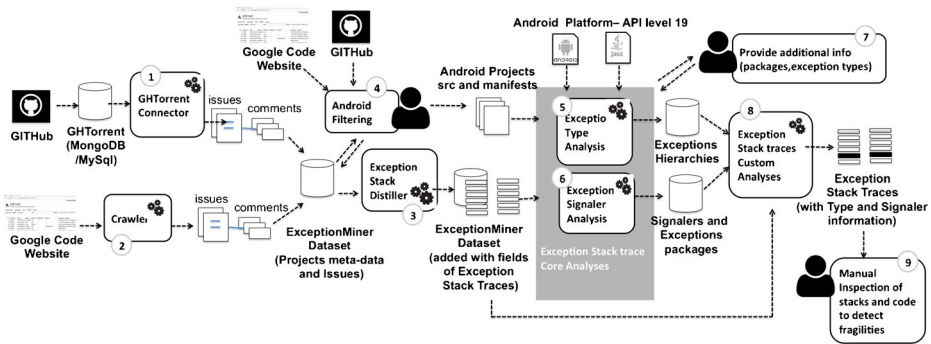 Android Platform– API level 19
Google Code
Website
GITHub
7
Provide additional info
(packages,exception types)
1
GHTorrent
Connector
4
Android
Filtering
Android Projects
src and manifests
5
Exceptio
Type
Analysis
8
Exception
Stack traces
Custom
Analyses
GITHub
GHTorrent
(MongoDB
/MySql)
issues
comments
Exceptions
Hierarchies
Exception
Stack
Distiller
3
6
Exception
Signaler
Analysis
Exception
Stack Traces
(with Type and Signaler
information)
Crawler
2
issues
comments
Google Code
Website
ExceptionMiner
Dataset
(Projects meta-data
and Issues)
ExceptionMiner
Dataset
(added with fields
of Exception
Stack Traces)
Exception Stack trace
Core Analyses
Signalers and
Exceptions
packages
9
Manual
Inspection of
stacks and code
to detect
fragilities
ANDROID
Java